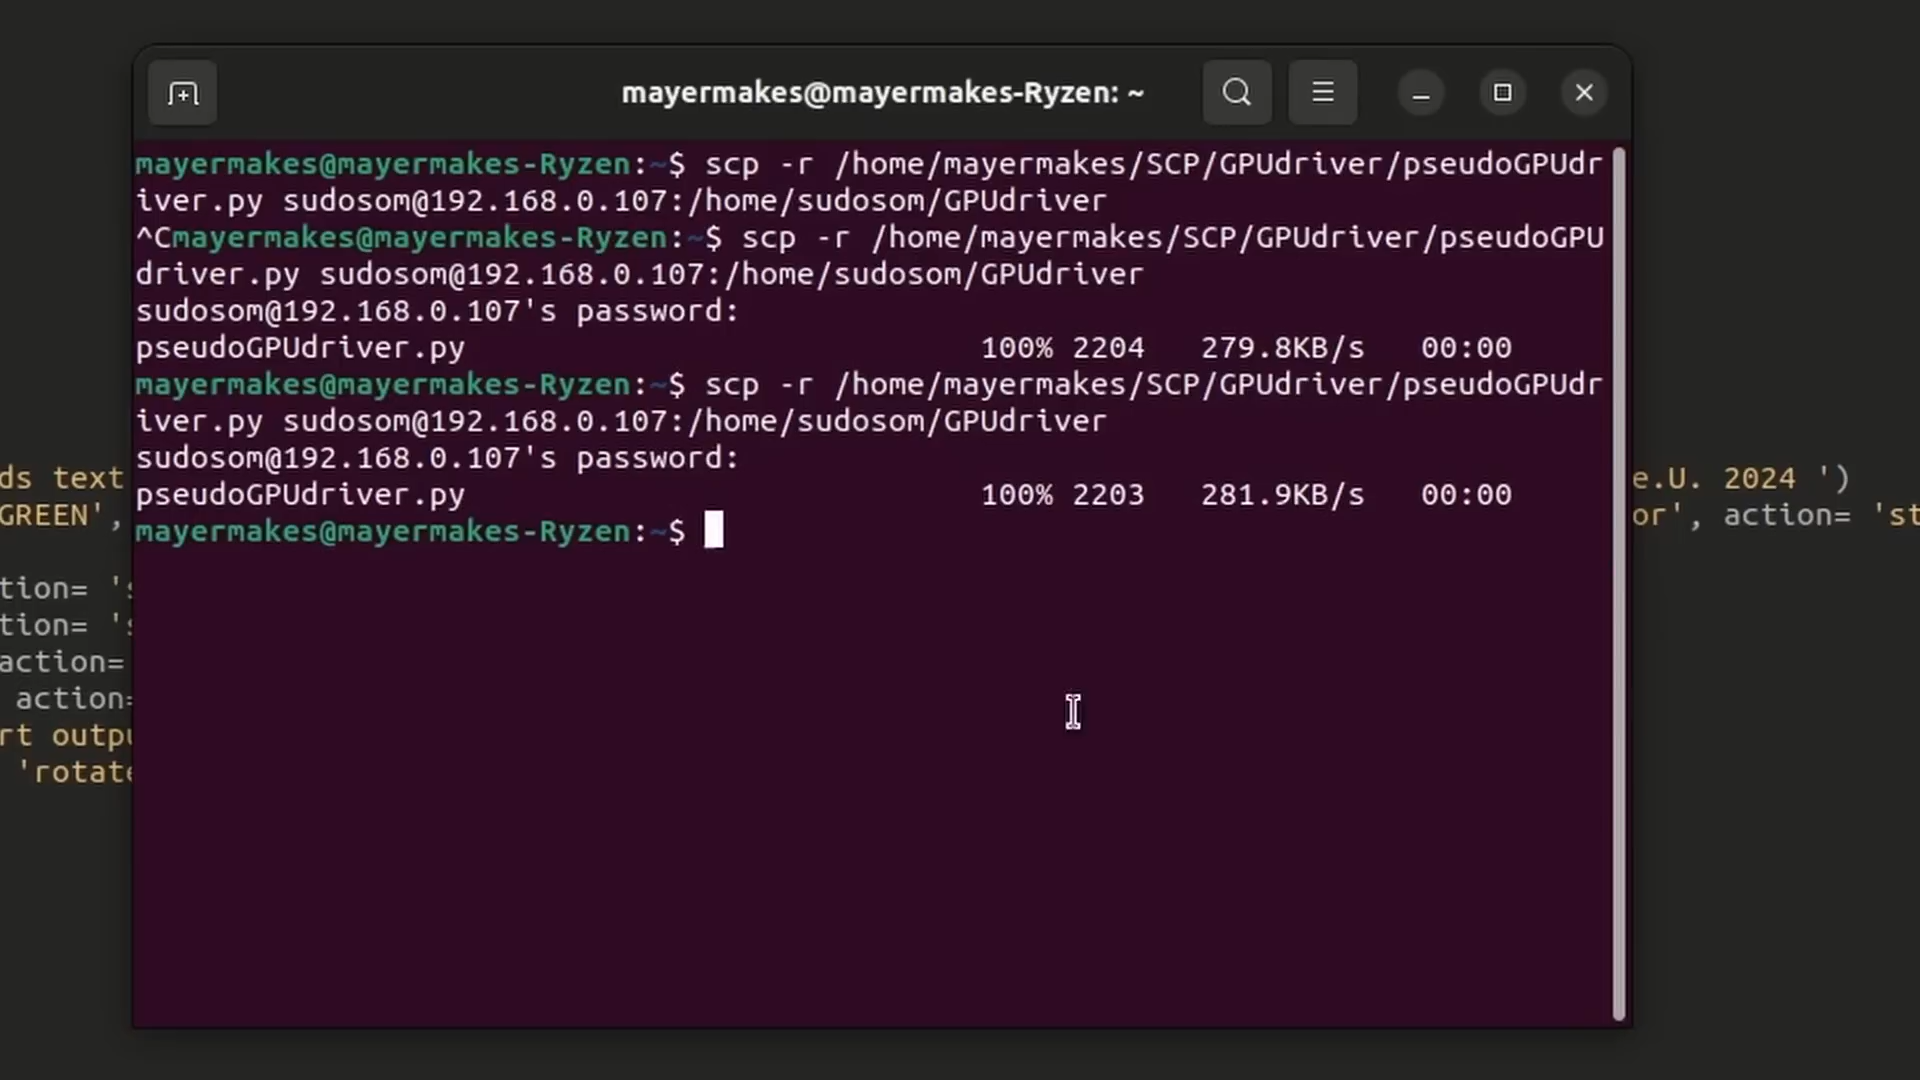 mayermakes@mayermakes-Ryzen: ~
mayermakes@mayermakes-Ryzen:~$ scp -r /home/mayermakes/SCP/GPUdriver/pseudoGPUdr
iver.py sudosom@192.168.0.107:/home/sudosom/GPUdriver
^Cmayermakes@mayermakes-Ryzen:~$ scp -r /home/mayermakes/SCP/GPUdriver/pseudoGPU
driver.py sudosom@192.168.0.107:/home/sudosom/GPUdriver
sudosom@192.168.0.107's password:
pseudoGPUdriver.py 100% 2204 279.8KB/s 00:00
mayermakes@mayermakes-Ryzen:~$ scp -r /home/mayermakes/SCP/GPUdriver/pseudoGPUdr
iver.py sudosom@192.168.0.107:/home/sudosom/GPUdriver
sudosom@192.168.0.107's password:
pseudoGPUdriver.py 100% 2203 281.9KB/s 00:00
mayermakes@mayermakes-Ryzen:~$
ds text
e.U. 2024 ')
GREEN',
or', action= 'st
tion= 's
tion= 's
action=
action=
rt outpu
'rotate